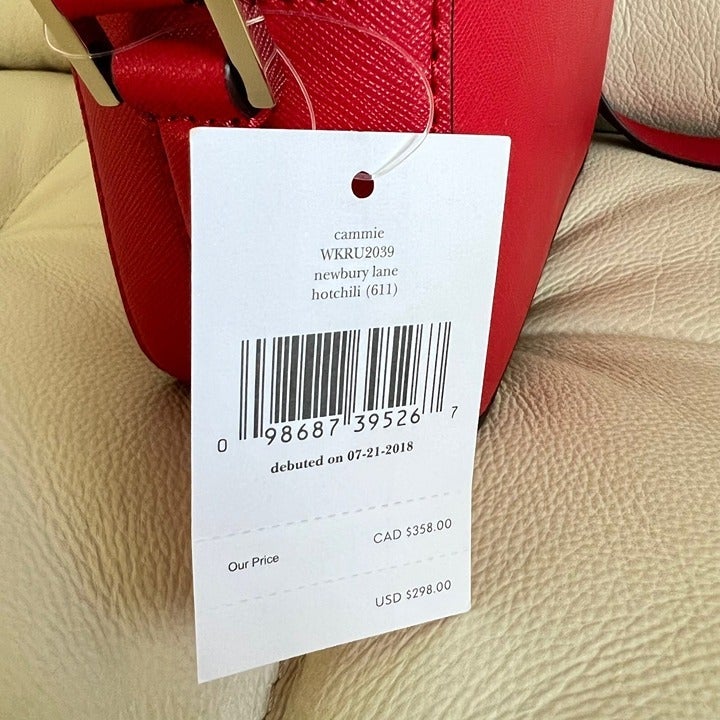 cammie
WKRU2039
newbury lane
hotchili (611)
0 98687 39526 7
debuted on 07-21-2018
CAD $358.00
Our Price
USD $298.00